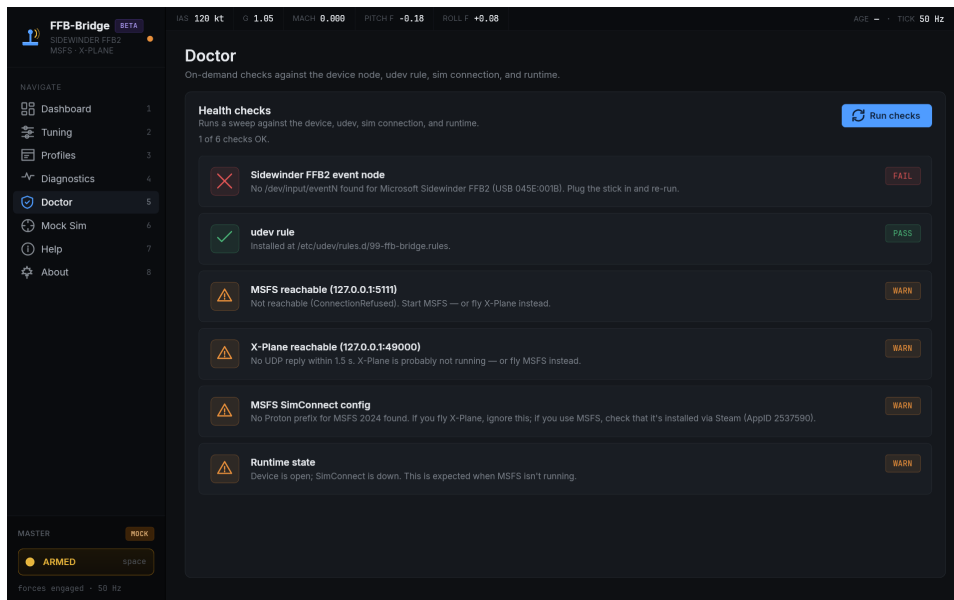 FFB-Bridge BETA
SIDEWINDER FFB2
MSFS · X-PLANE
IAS 120 kt G 1.05 MACH 0.000 PITCH F -0.18 ROLL F +0.08 AGE — · TICK 50 Hz
NAVIGATE
Dashboard 1
Tuning 2
Profiles 3
Diagnostics 4
Doctor 5
Mock Sim 6
Help 7
About 8
MASTER MOCK
ARMED space
forces engaged · 50 Hz
Doctor
On-demand checks against the device node, udev rule, sim connection, and runtime.
Health checks
Runs a sweep against the device, udev, sim connection, and runtime.
1 of 6 checks OK.
Run checks
Sidewinder FFB2 event node
No /dev/input/eventN found for Microsoft Sidewinder FFB2 (USB 045E:001B). Plug the stick in and re-run.
FAIL
udev rule
Installed at /etc/udev/rules.d/99-ffb-bridge.rules.
PASS
MSFS reachable (127.0.0.1:5111)
Not reachable (ConnectionRefused). Start MSFS — or fly X-Plane instead.
WARN
X-Plane reachable (127.0.0.1:49000)
No UDP reply within 1.5 s. X-Plane is probably not running — or fly MSFS instead.
WARN
MSFS SimConnect config
No Proton prefix for MSFS 2024 found. If you fly X-Plane, ignore this; if you use MSFS, check that it's installed via Steam (AppID 2537590).
WARN
Runtime state
Device is open; SimConnect is down. This is expected when MSFS isn't running.
WARN